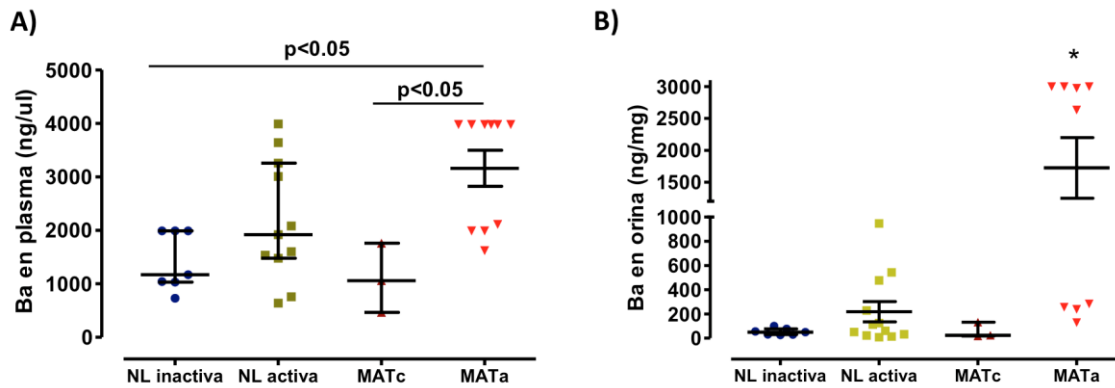 A)
p<0.05
p<0.05
Ba en plasma (ng/ul)
5000
4000
3000
2000
1000
0
NL inactiva NL activa MATc MATa
B)
*
Ba en orina (ng/mg)
3000
2500
2000
1500
1000
800
600
400
200
0
NL inactiva NL activa MATc MATa